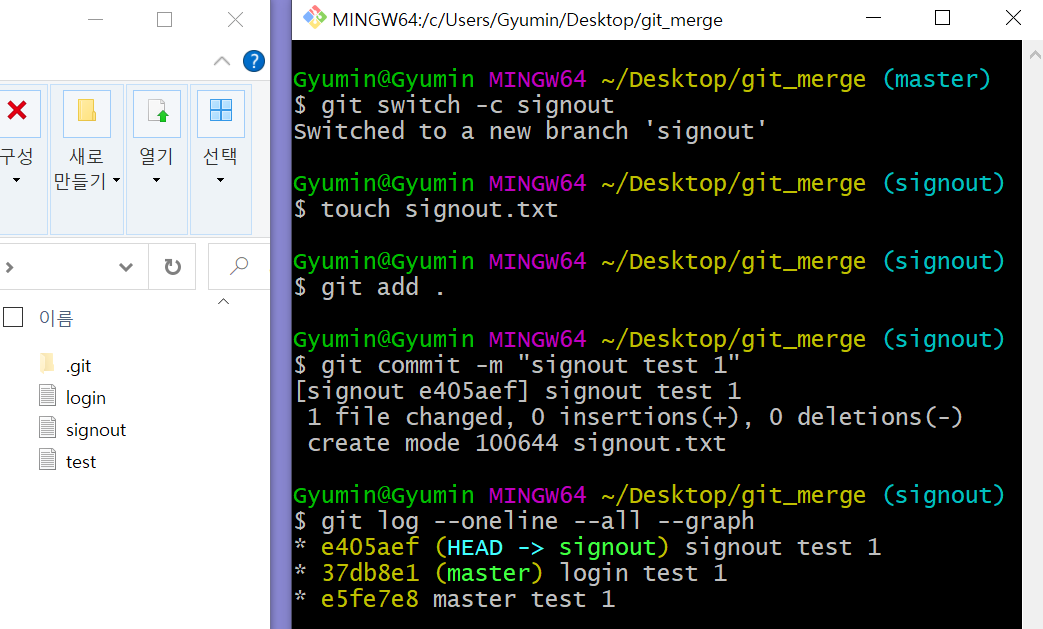 구성
새로
만들기
열기
선택
이름
.git
login
signout
test
MINGW64:/c/Users/Gyumin/Desktop/git_merge
Gyumin@Gyumin MINGW64 ~/Desktop/git_merge (master)
$ git switch -c signout
Switched to a new branch 'signout'
Gyumin@Gyumin MINGW64 ~/Desktop/git_merge (signout)
$ touch signout.txt
Gyumin@Gyumin MINGW64 ~/Desktop/git_merge (signout)
$ git add .
Gyumin@Gyumin MINGW64 ~/Desktop/git_merge (signout)
$ git commit -m "signout test 1"
[signout e405aef] signout test 1
 1 file changed, 0 insertions(+), 0 deletions(-)
 create mode 100644 signout.txt
Gyumin@Gyumin MINGW64 ~/Desktop/git_merge (signout)
$ git log --oneline --all --graph
* e405aef (HEAD -> signout) signout test 1
* 37db8e1 (master) login test 1
* e5fe7e8 master test 1